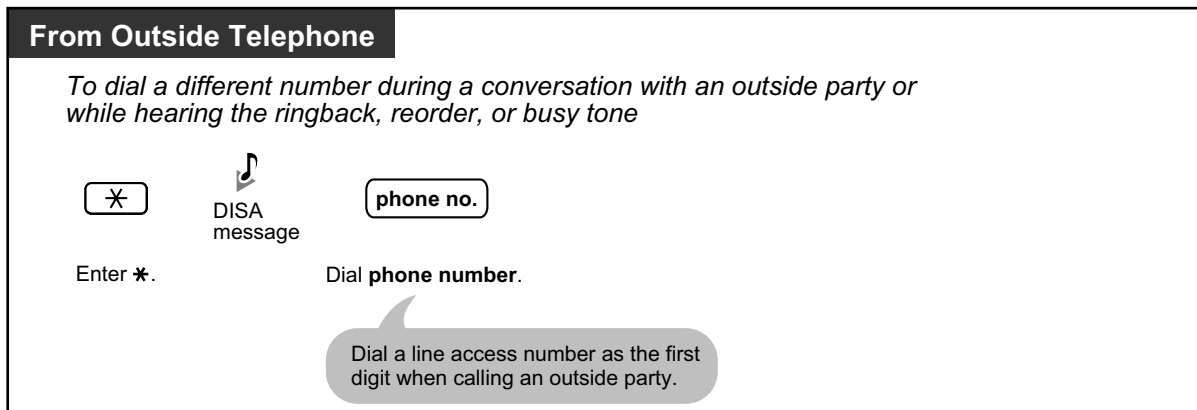 From Outside Telephone
To dial a different number during a conversation with an outside party or
while hearing the ringback, reorder, or busy tone
DISA
message
phone no.
Enter ✱.
Dial phone number.
Dial a line access number as the first
digit when calling an outside party.